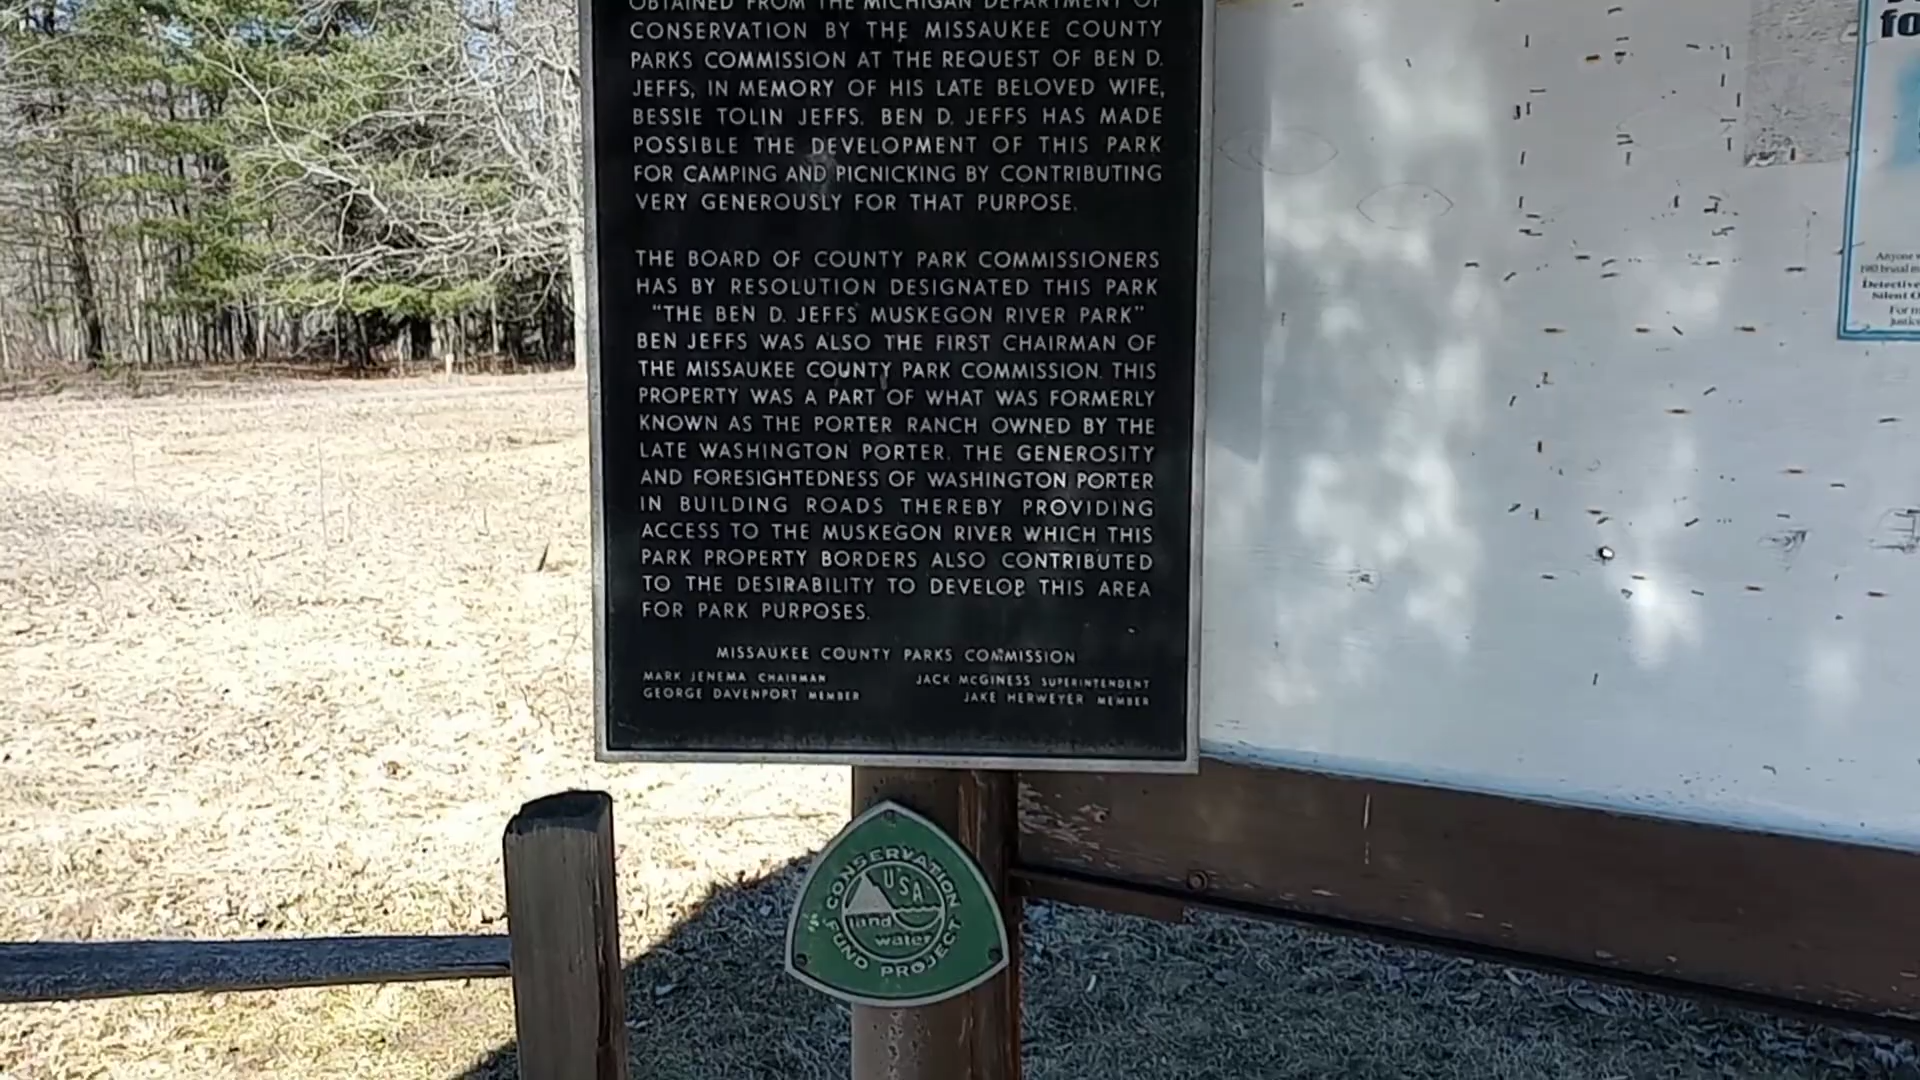 OBTAINED FROM THE MICHIGAN DEPARTMENT OF
CONSERVATION BY THE MISSAUKEE COUNTY
PARKS COMMISSION AT THE REQUEST OF BEN D.
JEFFS, IN MEMORY OF HIS LATE BELOVED WIFE,
BESSIE TOLIN JEFFS. BEN D. JEFFS HAS MADE
POSSIBLE THE DEVELOPMENT OF THIS PARK
FOR CAMPING AND PICNICKING BY CONTRIBUTING
VERY GENEROUSLY FOR THAT PURPOSE.
THE BOARD OF COUNTY PARK COMMISSIONERS
HAS BY RESOLUTION DESIGNATED THIS PARK
"THE BEN D. JEFFS MUSKEGON RIVER PARK"
BEN JEFFS WAS ALSO THE FIRST CHAIRMAN OF
THE MISSAUKEE COUNTY PARK COMMISSION. THIS
PROPERTY WAS A PART OF WHAT WAS FORMERLY
KNOWN AS THE PORTER RANCH OWNED BY THE
LATE WASHINGTON PORTER. THE GENEROSITY
AND FORESIGHTEDNESS OF WASHINGTON PORTER
IN BUILDING ROADS THEREBY PROVIDING
ACCESS TO THE MUSKEGON RIVER WHICH THIS
PARK PROPERTY BORDERS ALSO CONTRIBUTED
TO THE DESIRABILITY TO DEVELOP THIS AREA
FOR PARK PURPOSES.
MISSAUKEE COUNTY PARKS COMMISSION
MARK JENEMA CHAIRMAN
JACK McGINESS SUPERINTENDENT
GEORGE DAVENPORT MEMBER
JAKE HERWEYER MEMBER
CONSERVATION
USA
land
water
FUND PROJECT
fo
Anyone
Detective
Silent O